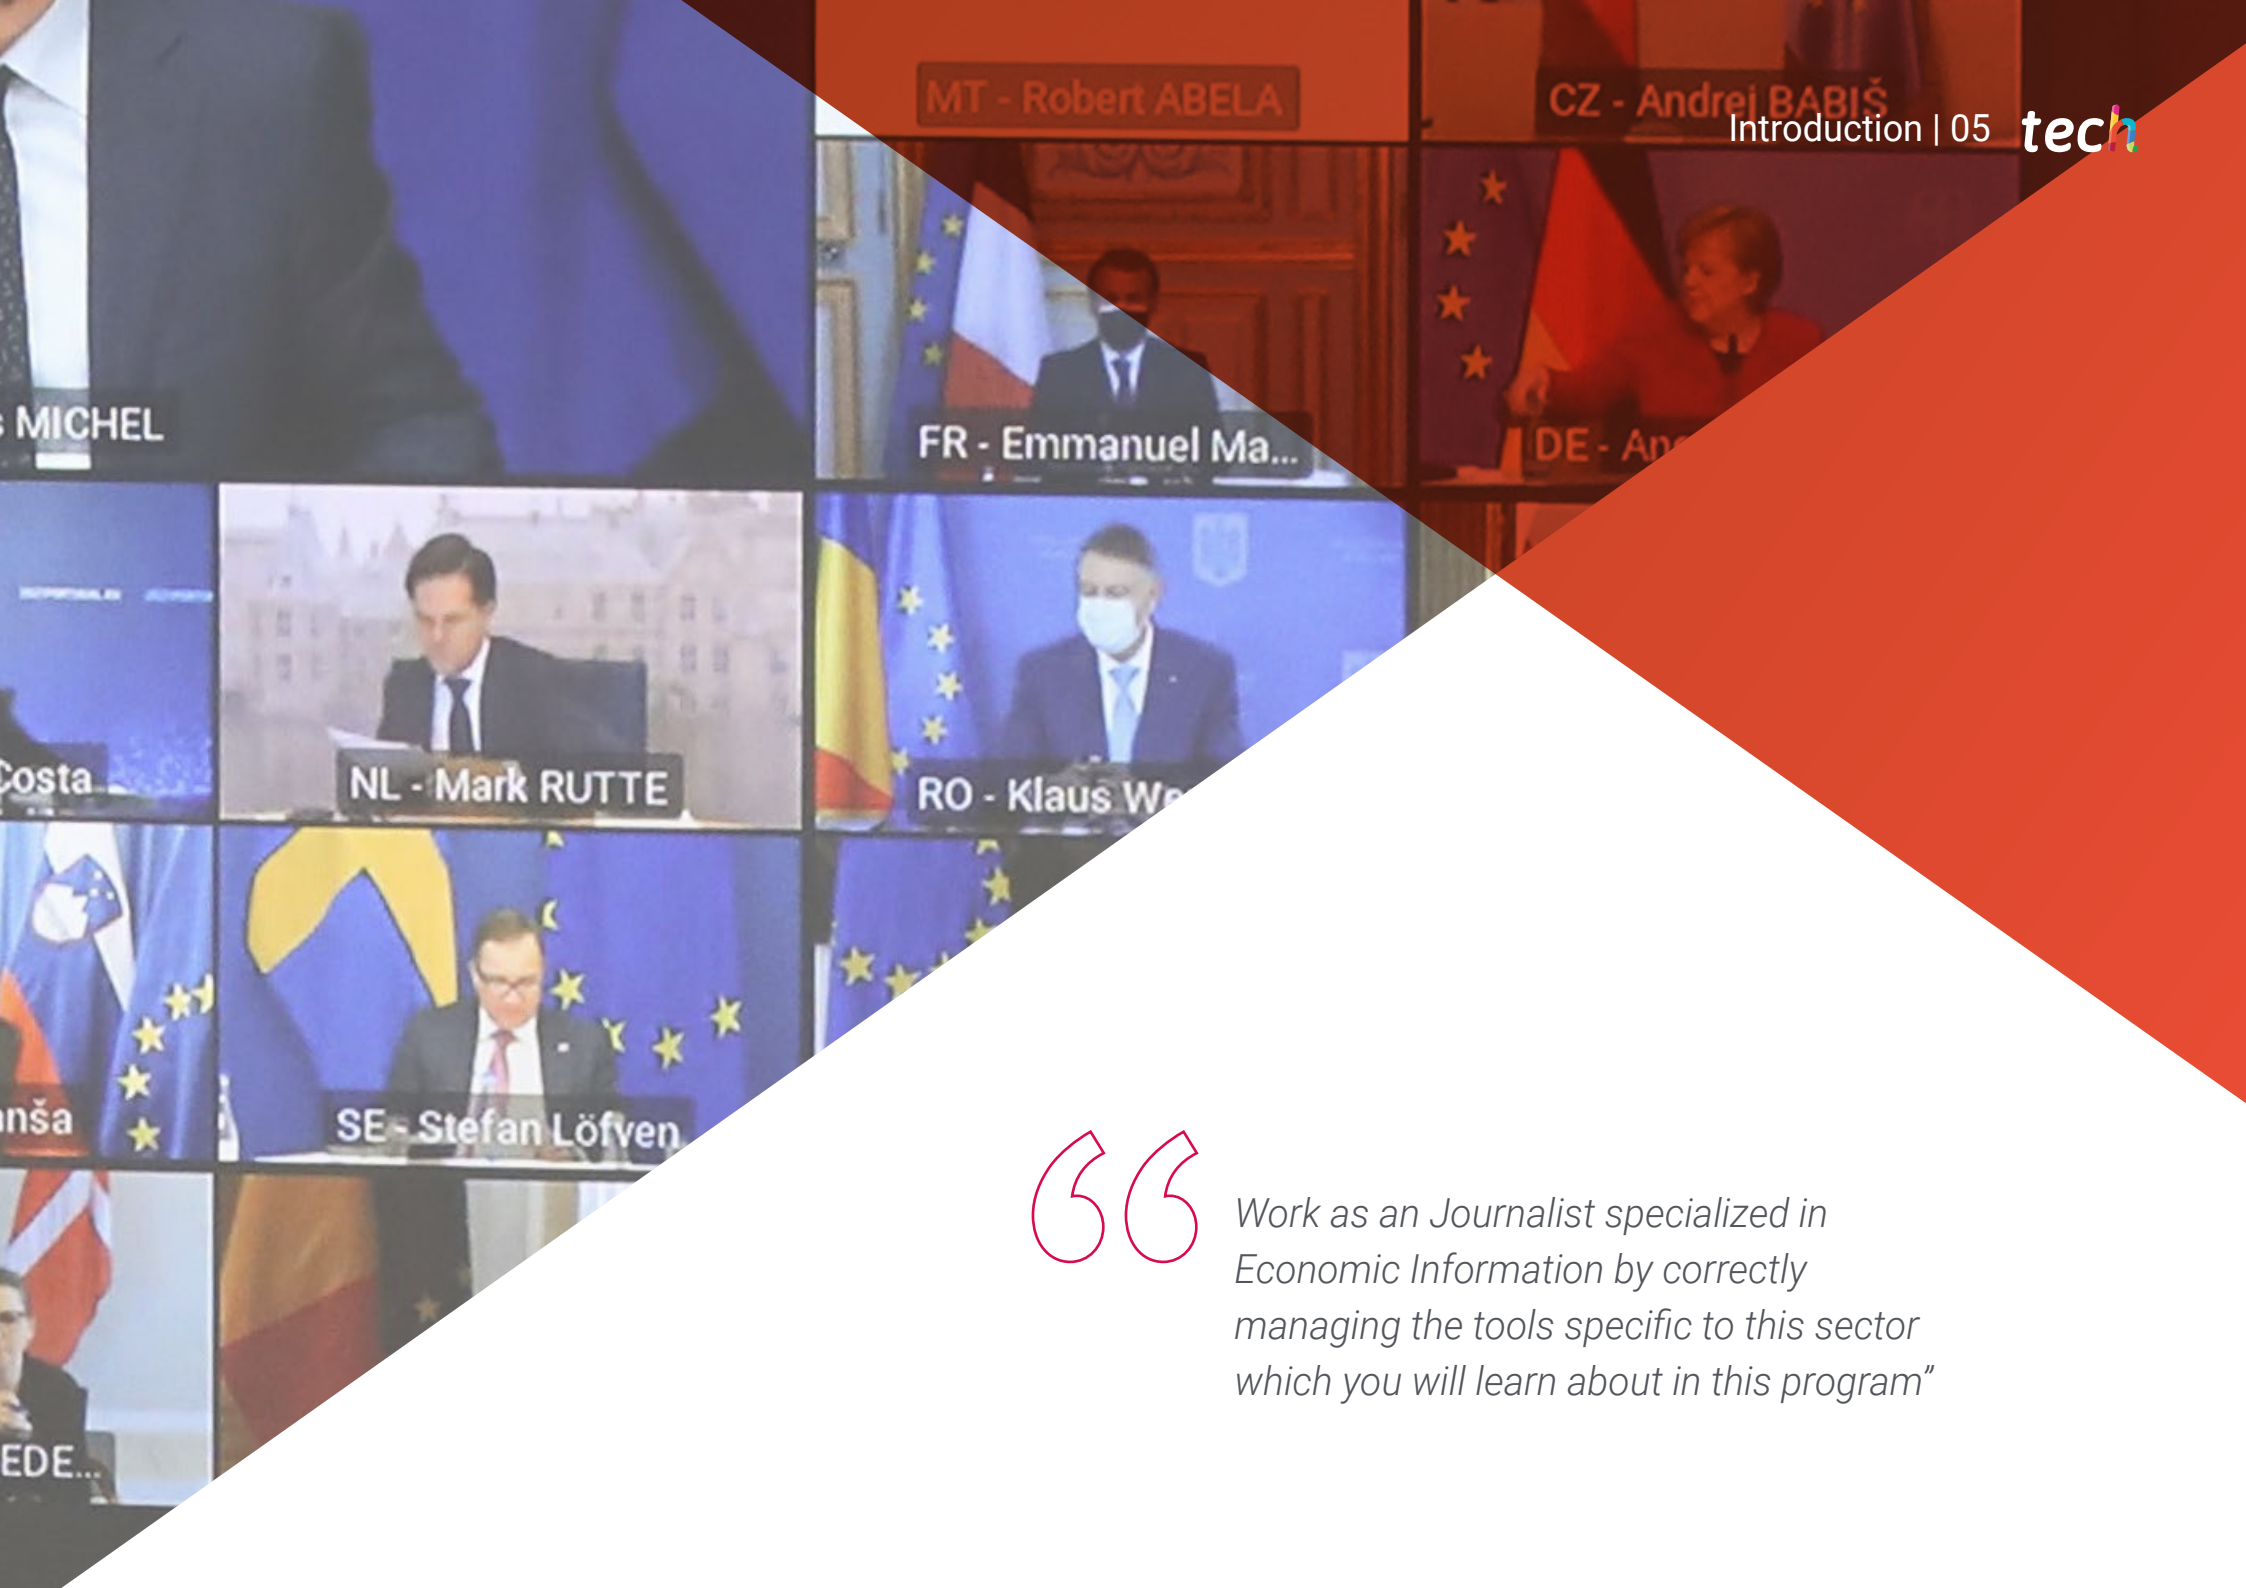 MT - Robert ABELA
CZ - Andrej BABIŠ
Introduction | 05 tech
MICHEL
FR - Emmanuel Ma...
DE -
Costa
NL - Mark RUTTE
RO - Klaus We
nša
SE - Stefan Löfven
EDE...
Work as an Journalist specialized in
Economic Information by correctly
managing the tools specific to this sector
which you will learn about in this program”